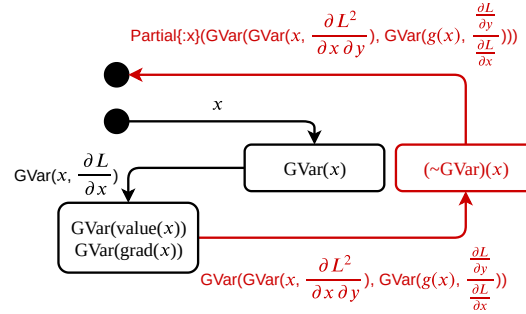 Partial{:x}(GVar(GVar(x, ∂L²/∂x ∂y), GVar(g(x), ∂L/∂y / ∂L/∂x)))
x
GVar(x)
(~GVar)(x)
GVar(x, ∂L/∂x)
GVar(value(x))
GVar(grad(x))
GVar(GVar(x, ∂L²/∂x ∂y), GVar(g(x), ∂L/∂y / ∂L/∂x))